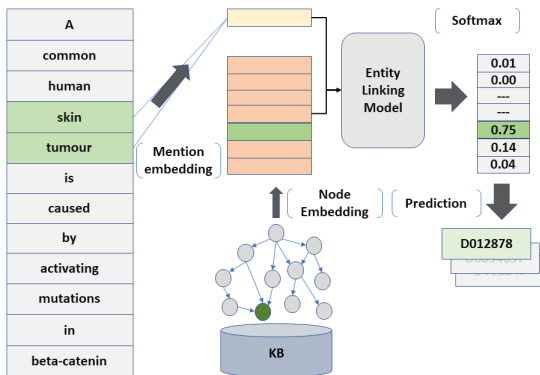 A
common
human
skin
tumour
is
caused
by
activating
mutations
in
beta-catenin
Mention
embedding
Entity
Linking
Model
Softmax
0.01
0.00
---
---
0.75
0.14
0.04
Node
Embedding
Prediction
D012878
KB